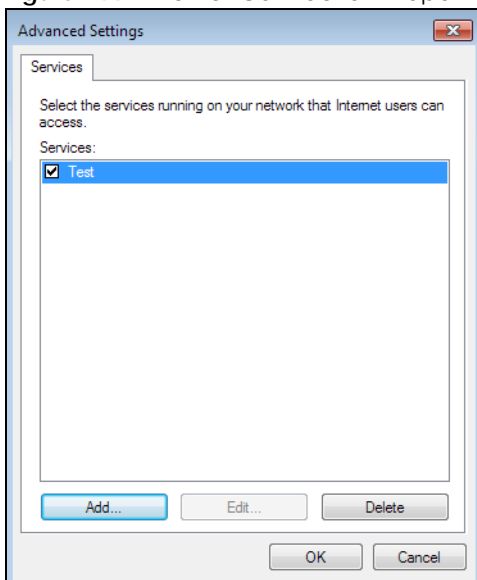 Advanced Settings
Services
Select the services running on your network that Internet users can
access.
Services:
Test
Add...
Edit...
Delete
OK
Cancel